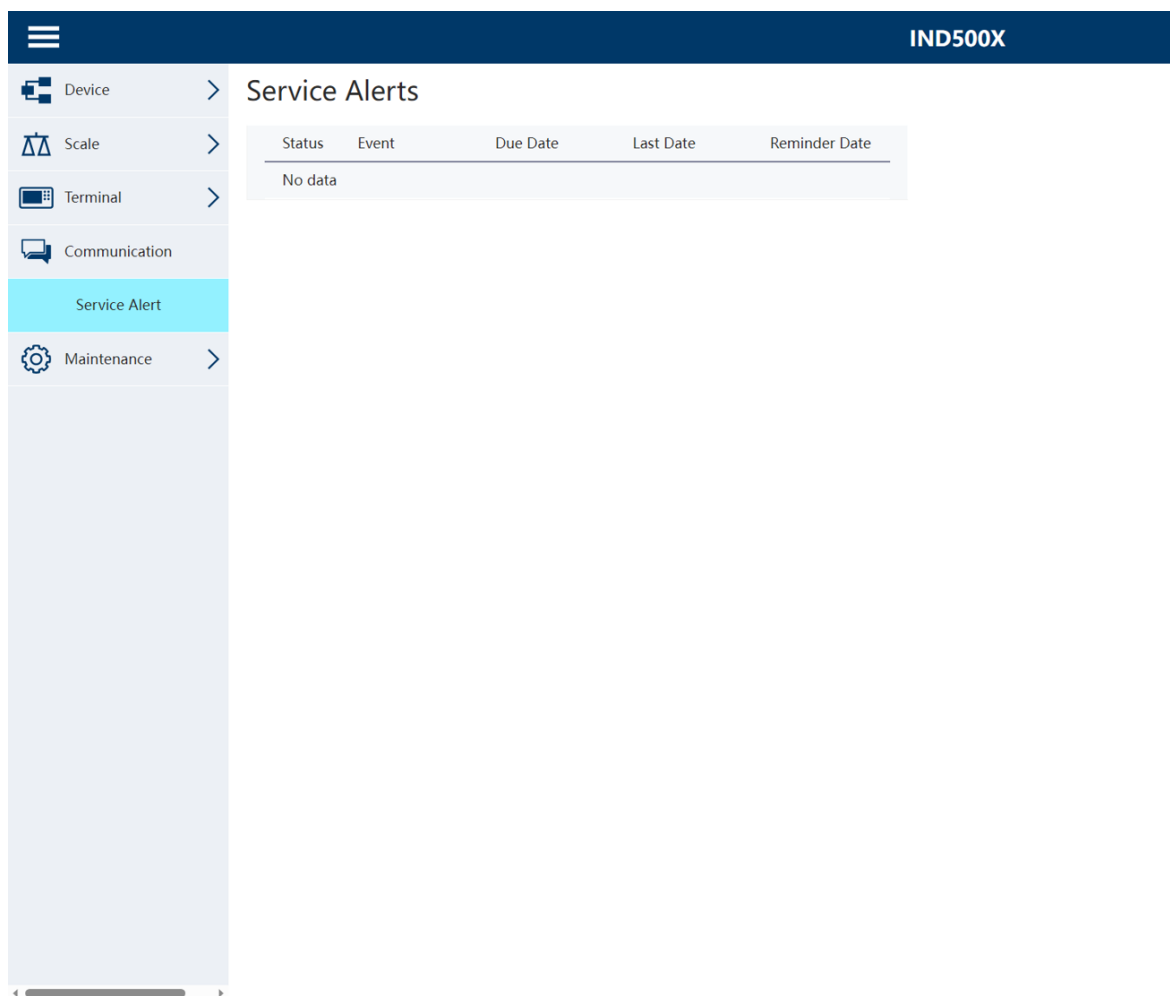 IND500X
Device
Scale
Terminal
Communication
Service Alert
Maintenance
Service Alerts
Status Event Due Date Last Date Reminder Date
No data